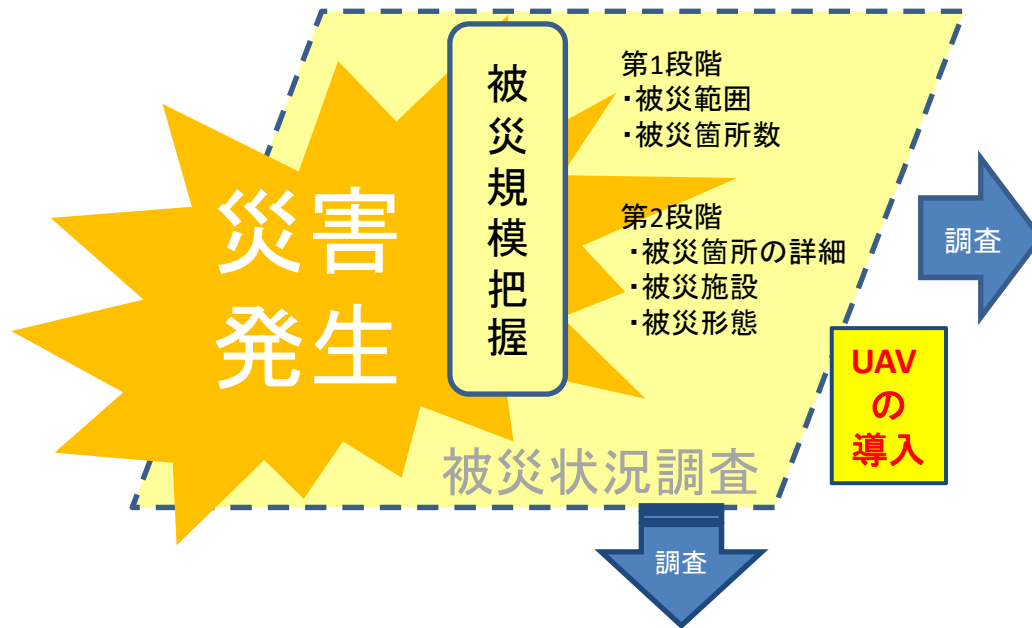 災害
発生
被災規模把握
第1段階
・被災範囲
・被災箇所数
第2段階
・被災箇所の詳細
・被災施設
・被災形態
調査
UAV
の
導入
被災状況調査
調査